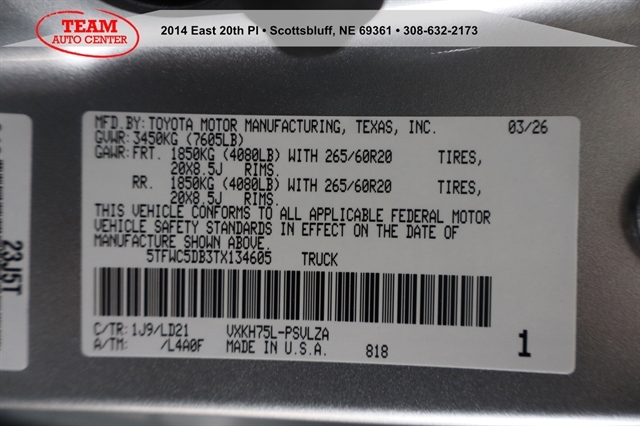 TEAM
AUTO CENTER
2014 East 20th Pl • Scottsbluff, NE 69361 • 308-632-2173
MFD.BY: TOYOTA MOTOR MANUFACTURING, TEXAS, INC. 03/26
GVWR: 3450KG (7605LB)
GAWR: FRT. 1850KG (4080LB) WITH 265/60R20 TIRES,
20X8.5J RIMS.
RR. 1850KG (4080LB) WITH 265/60R20 TIRES,
20X8.5J RIMS.
THIS VEHICLE CONFORMS TO ALL APPLICABLE FEDERAL MOTOR
VEHICLE SAFETY STANDARDS IN EFFECT ON THE DATE OF
MANUFACTURE SHOWN ABOVE.
5TFWC5DB3TX134605 TRUCK
C/TR: 1J9/LD21 VXKH75L-PSVLZA
A/TM: /L4A0F MADE IN U.S.A. 818 1
23J5T